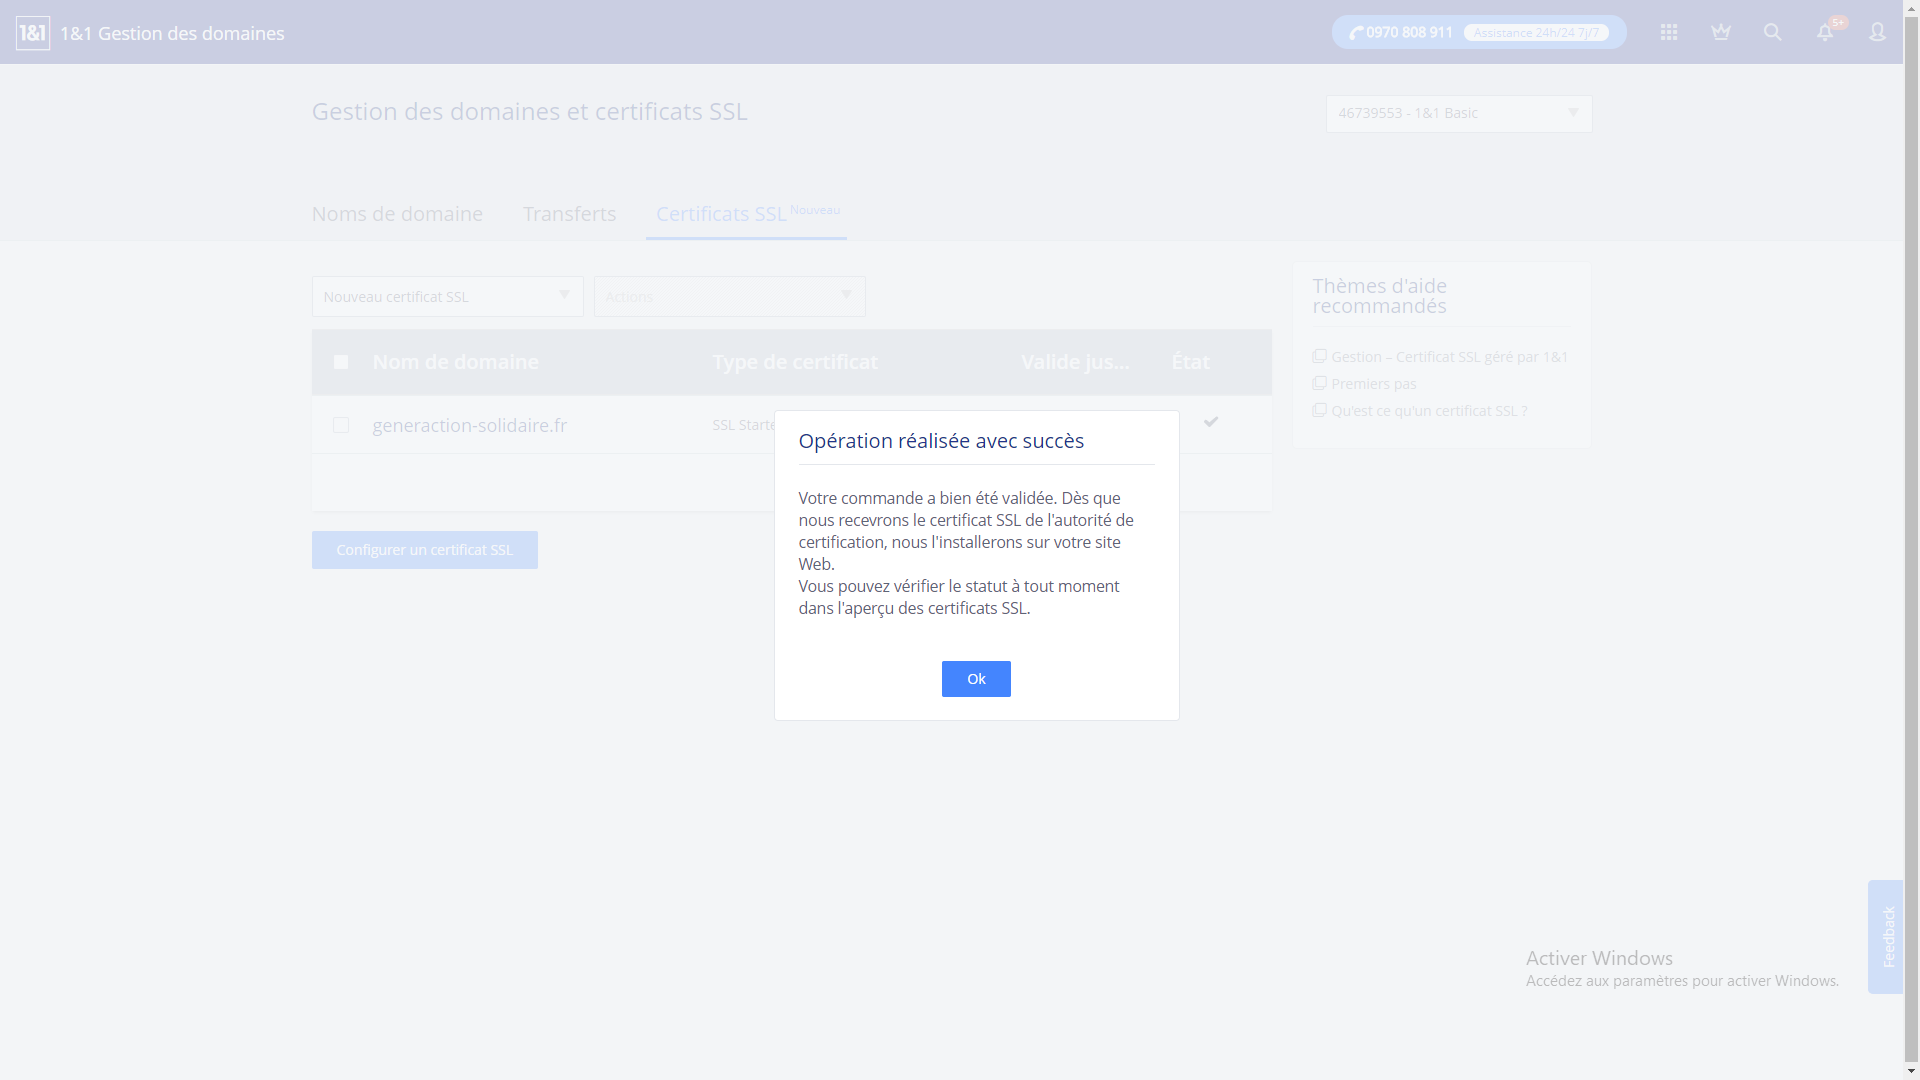 1&1 1&1 Gestion des domaines
0970 808 911 Assistance 24h/24 7j/7
5+
Gestion des domaines et certificats SSL
46739553 - 1&1 Basic
Noms de domaine Transferts Certificats SSL Nouveau
Nouveau certificat SSL Actions
Nom de domaine Type de certificat Valide jus... État
generaction-solidaire.fr SSL Starte
Configurer un certificat SSL
Thèmes d'aide
recommandés
Gestion – Certificat SSL géré par 1&1
Premiers pas
Qu'est ce qu'un certificat SSL ?
Opération réalisée avec succès
Votre commande a bien été validée. Dès que
nous recevrons le certificat SSL de l'autorité de
certification, nous l'installerons sur votre site
Web.
Vous pouvez vérifier le statut à tout moment
dans l'aperçu des certificats SSL.
Ok
Feedback
Activer Windows
Accédez aux paramètres pour activer Windows.